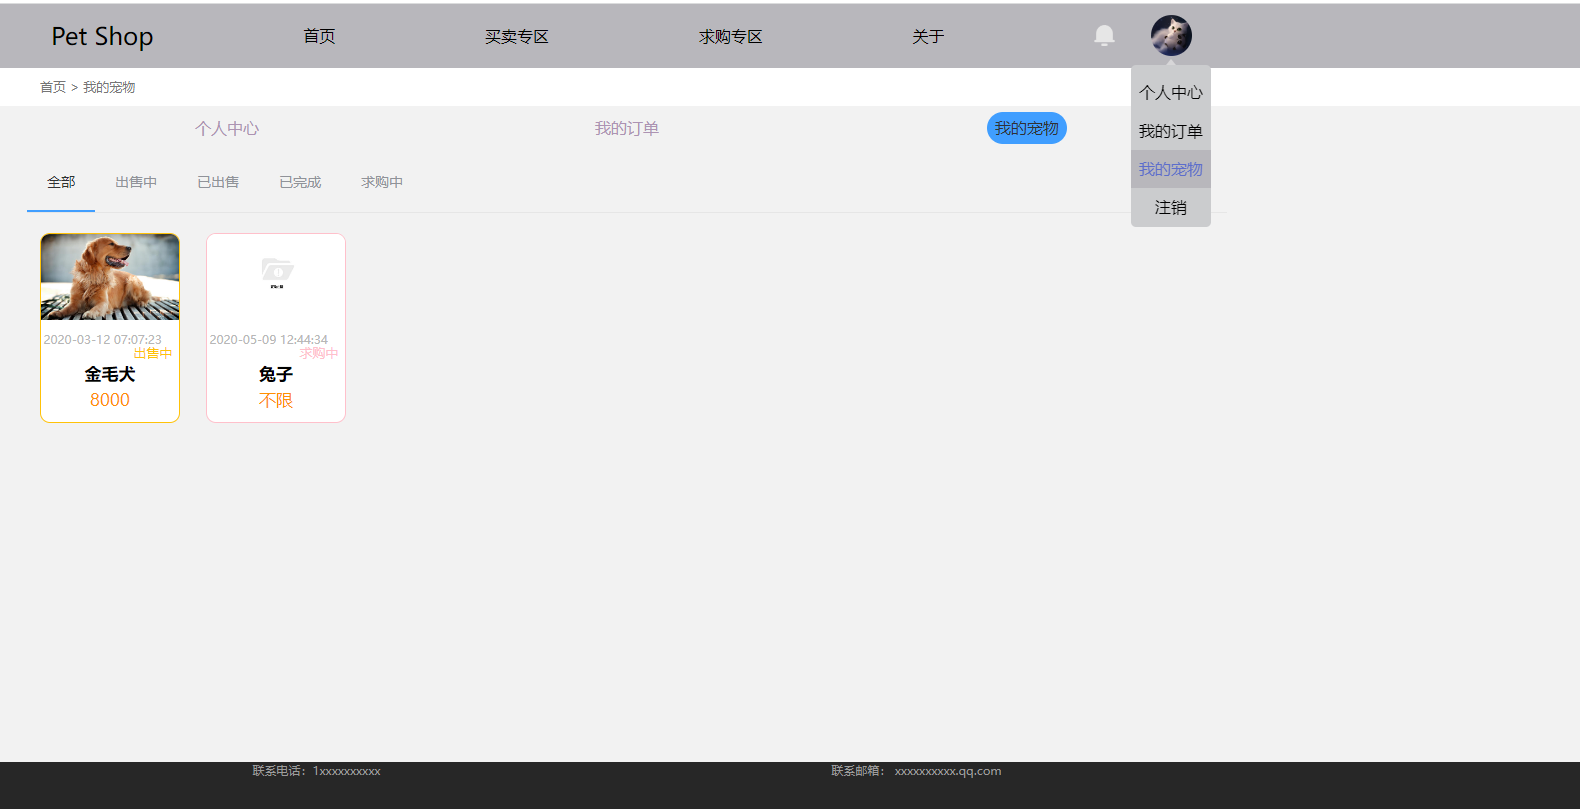 Pet Shop 首页 买卖专区 求购专区 关于
首页 > 我的宠物
个人中心
我的订单
我的宠物
注销
个人中心 我的订单 我的宠物
全部 出售中 已出售 已完成 求购中
2020-03-12 07:07:23
出售中
金毛犬
8000
2020-05-09 12:44:34
求购中
兔子
不限
联系电话：1xxxxxxxxxx 联系邮箱： xxxxxxxxxx.qq.com